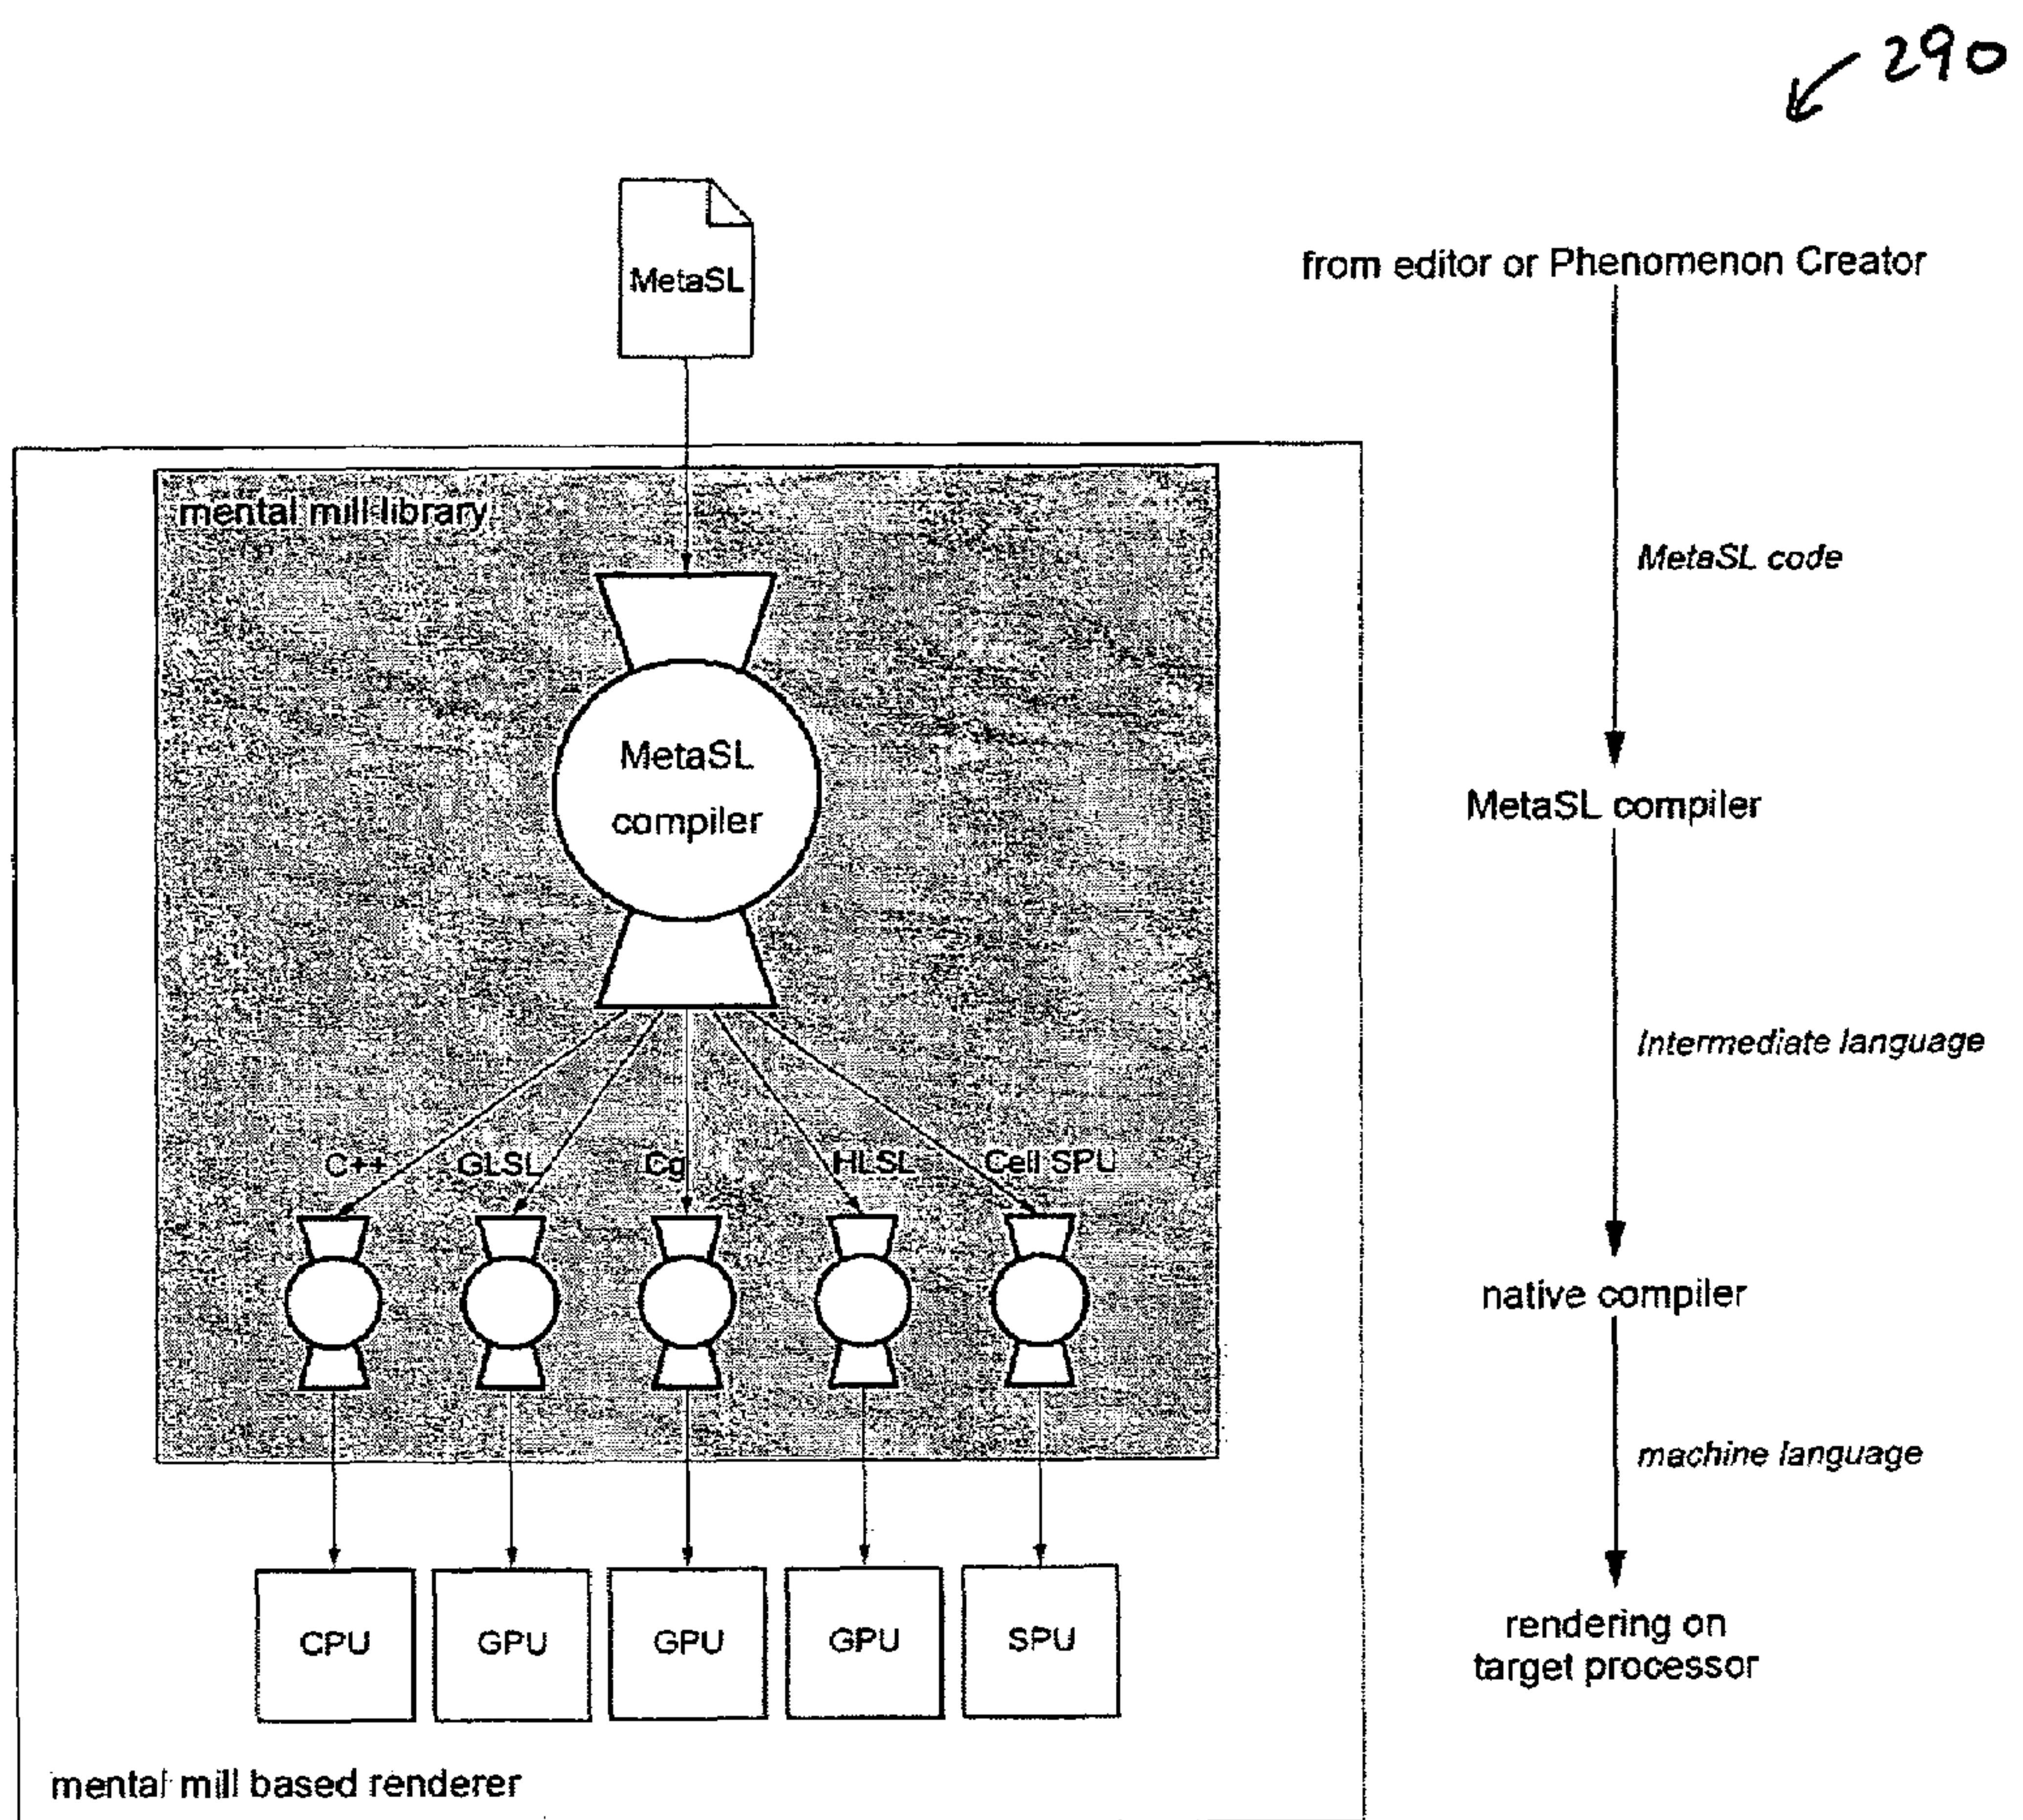 290
MetaSL
from editor or Phenomenon Creator
mental mill library
MetaSL code
MetaSL
compiler
MetaSL compiler
Intermediate language
C++ GLSL Cg HLSL Cell SPU
native compiler
machine language
CPU GPU GPU GPU SPU
rendering on
target processor
mental mill based renderer